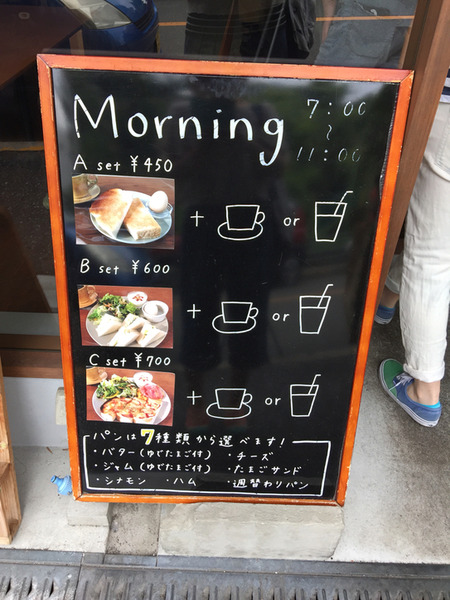 Morning
7:00
~
11:00
A set ¥450
+ or
B set ¥600
+ or
C set ¥700
+ or
パンは7種類から選べます!
・バター(ゆでたまご付) ・チーズ
・ジャム(ゆでたまご付) ・たまごサンド
・シナモン ・ハム ・週替わりパン